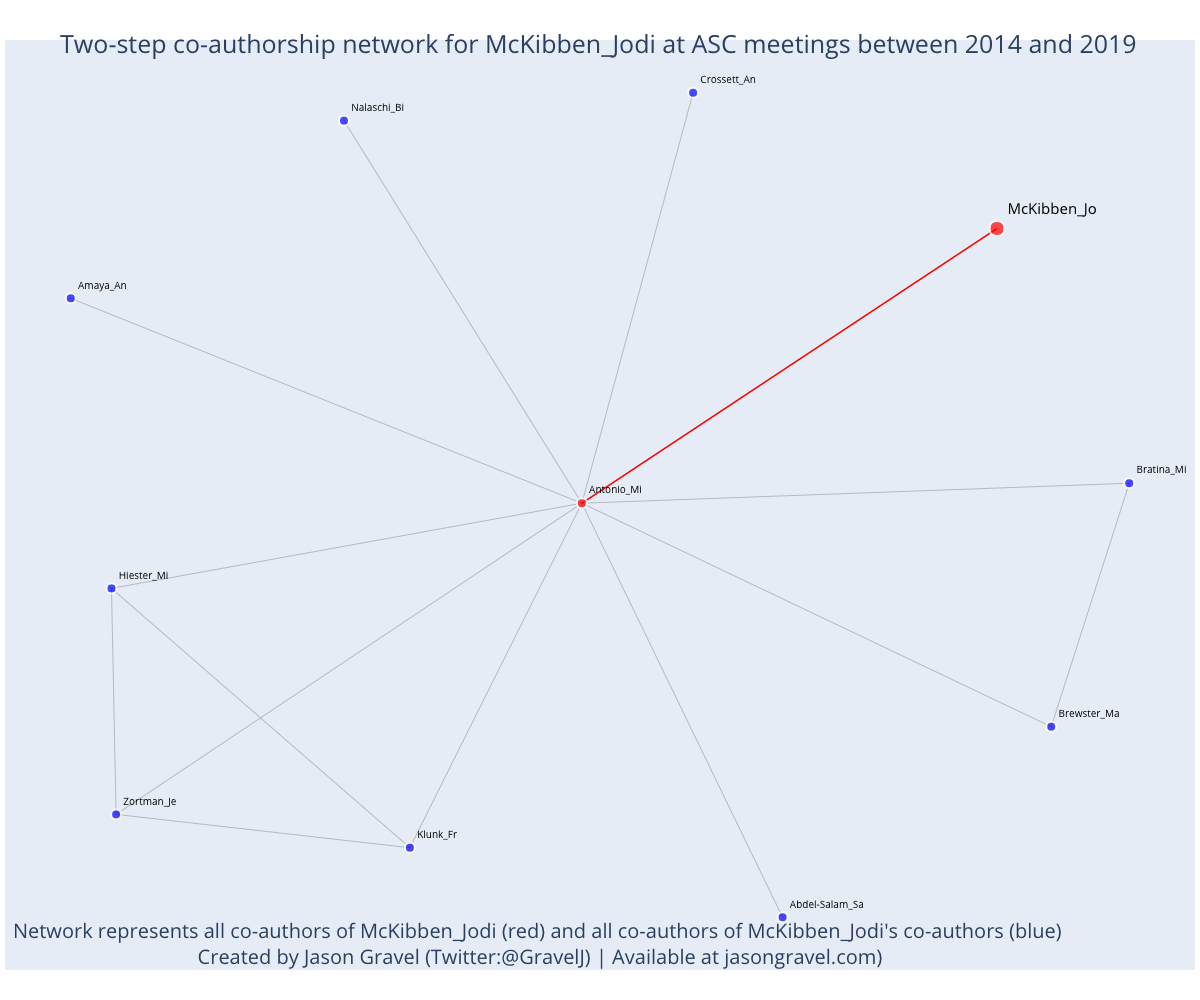 Two-step co-authorship network for McKibben_Jodi at ASC meetings between 2014 and 2019
Crossett_An
Nalaschi_Bi
McKibben_Jo
Amaya_An
Bratina_Mi
Antonio_Mi
Hiester_Mi
Brewster_Ma
Zortman_Je
Klunk_Fr
Abdel-Salam_Sa
Network represents all co-authors of McKibben_Jodi (red) and all co-authors of McKibben_Jodi's co-authors (blue)
Created by Jason Gravel (Twitter:@GravelJ) | Available at jasongravel.com)